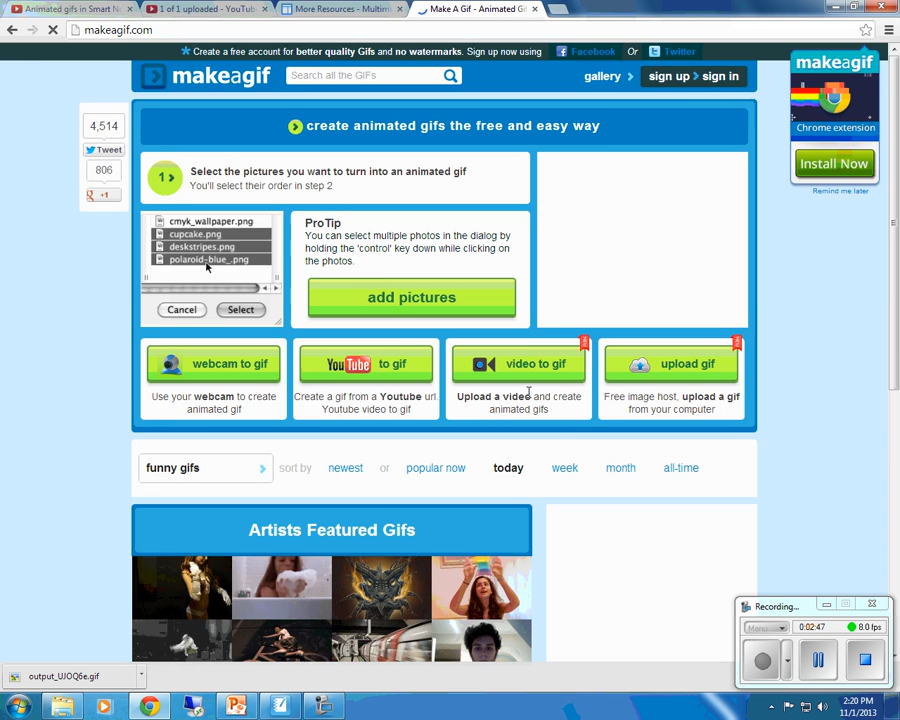 Animated gifs in Smart No
1 of 1 uploaded - YouTu
More Resources - Multim
Make A Gif - Animated Gif
makeagif.com
Create a free account for better quality Gifs and no watermarks. Sign up now using Facebook Or Twitter
makeagif
Search all the GIFs
gallery
sign up > sign in
makeagif
Chrome extension
Install Now
Remind me later
4,514
Tweet
806
+1
create animated gifs the free and easy way
1
Select the pictures you want to turn into an animated gif
You'll select their order in step 2
cmyk_wallpaper.png
cupcake.png
deskstripes.png
polaroid-blue_.png
Cancel
Select
ProTip
You can select multiple photos in the dialog by
holding the 'control' key down while clicking on
the photos.
add pictures
webcam to gif
Use your webcam to create
animated gif
YouTube to gif
Create a gif from a Youtube url.
Youtube video to gif
video to gif
NEW
Upload a video and create
animated gifs
upload gif
NEW
Free image host, upload a gif
from your computer
funny gifs
sort by newest or popular now today week month all-time
Artists Featured Gifs
Recording...
Menu
0:02:47
8.0 fps
output_UJOQ6e.gif
2:20 PM
11/1/2013